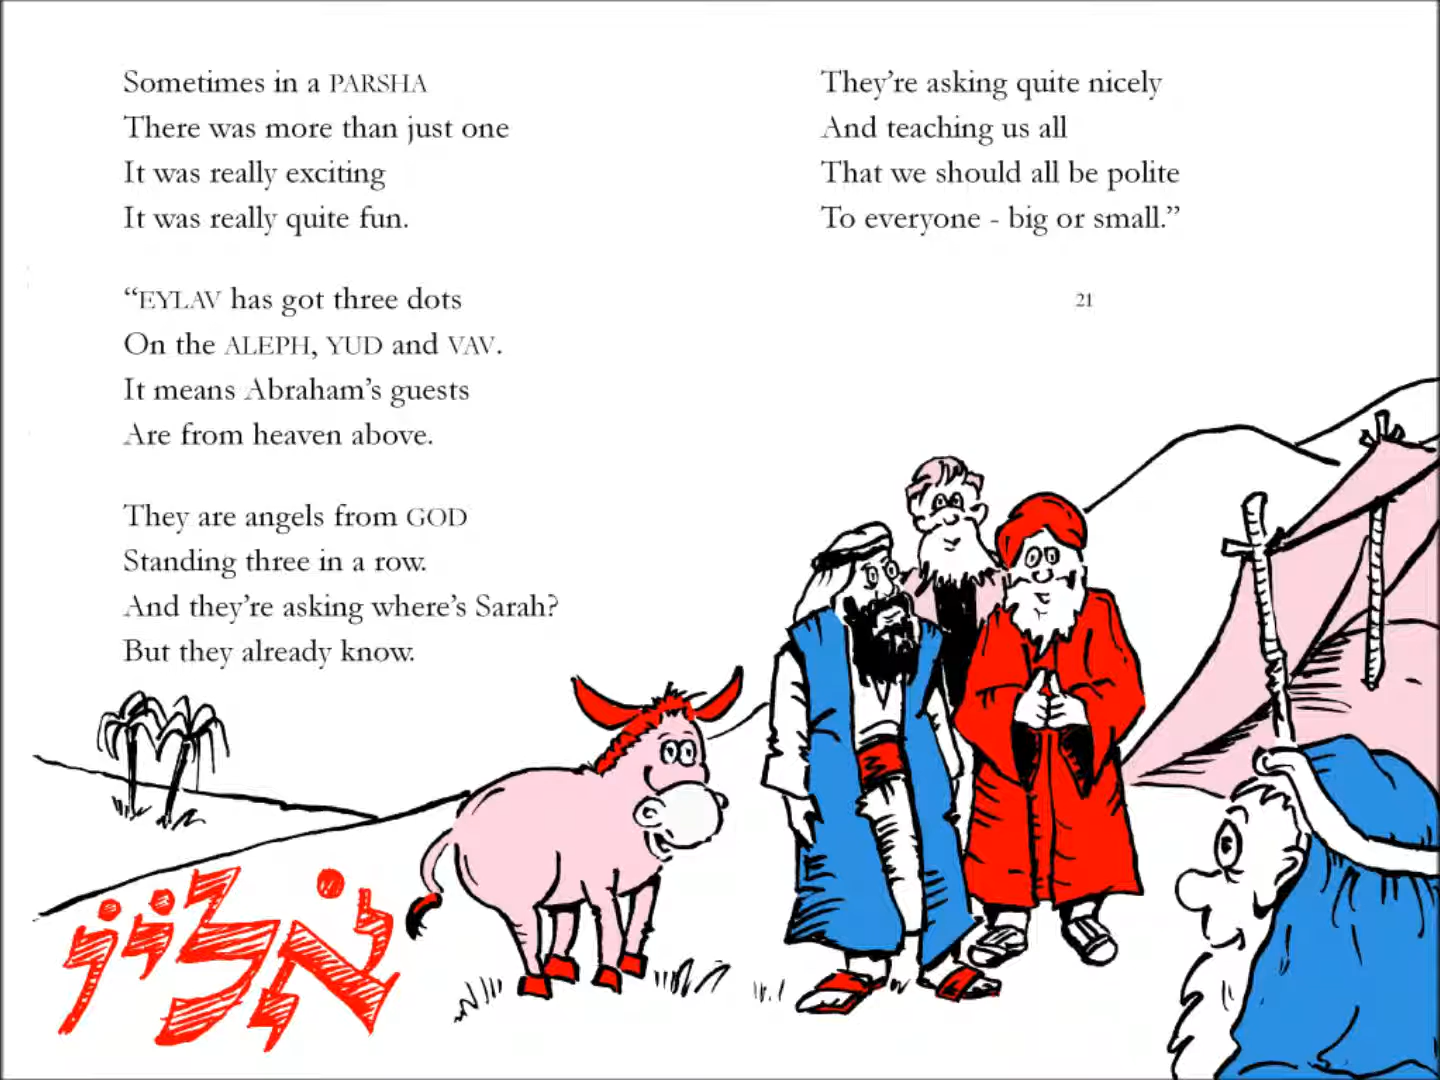 Sometimes in a PARSHA
There was more than just one
It was really exciting
It was really quite fun.
“EYLAV has got three dots
On the ALEPH, YUD and VAV.
It means Abraham’s guests
Are from heaven above.
They are angels from GOD
Standing three in a row.
And they’re asking where’s Sarah?
But they already know.
They’re asking quite nicely
And teaching us all
That we should all be polite
To everyone - big or small.”
21
אליו